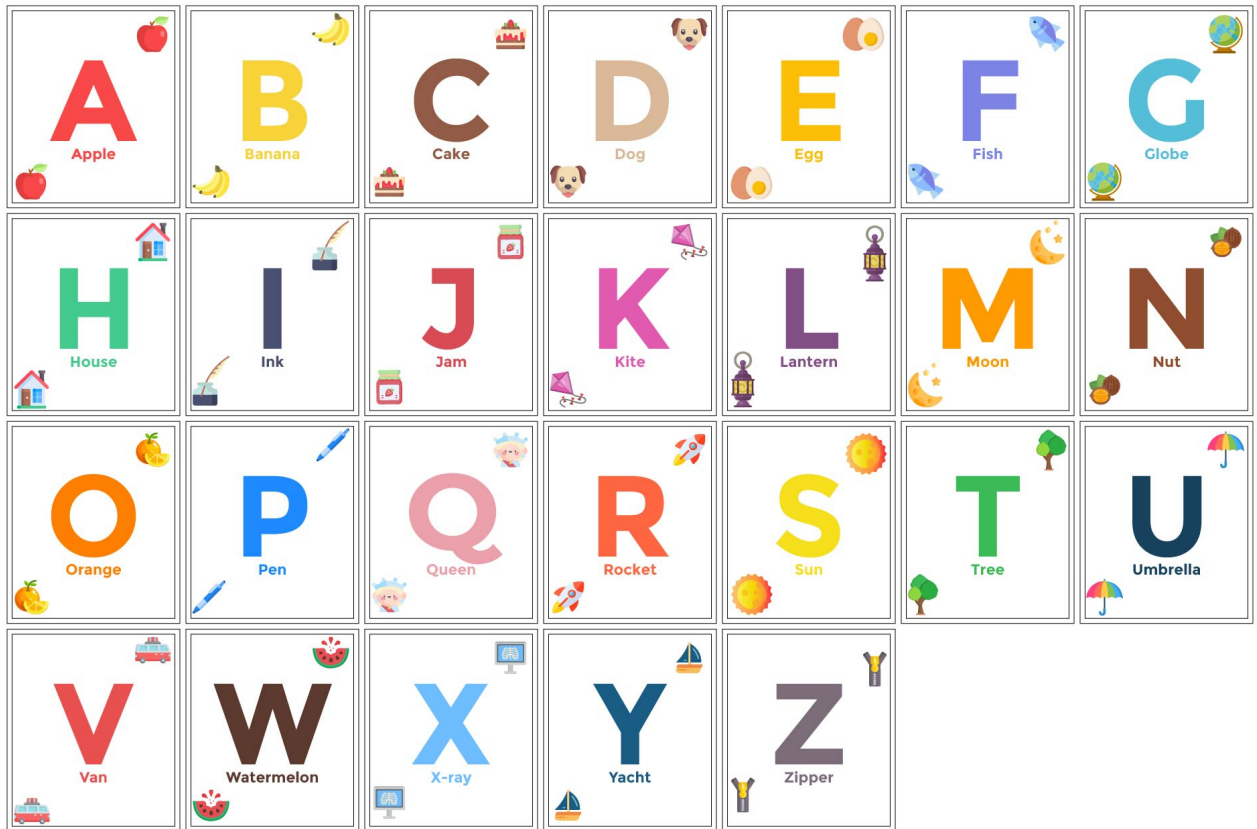 A
Apple
B
Banana
C
Cake
D
Dog
E
Egg
F
Fish
G
Globe
H
House
I
Ink
J
Jam
K
Kite
L
Lantern
M
Moon
N
Nut
O
Orange
P
Pen
Q
Queen
R
Rocket
S
Sun
T
Tree
U
Umbrella
V
Van
W
Watermelon
X
X-ray
Y
Yacht
Z
Zipper